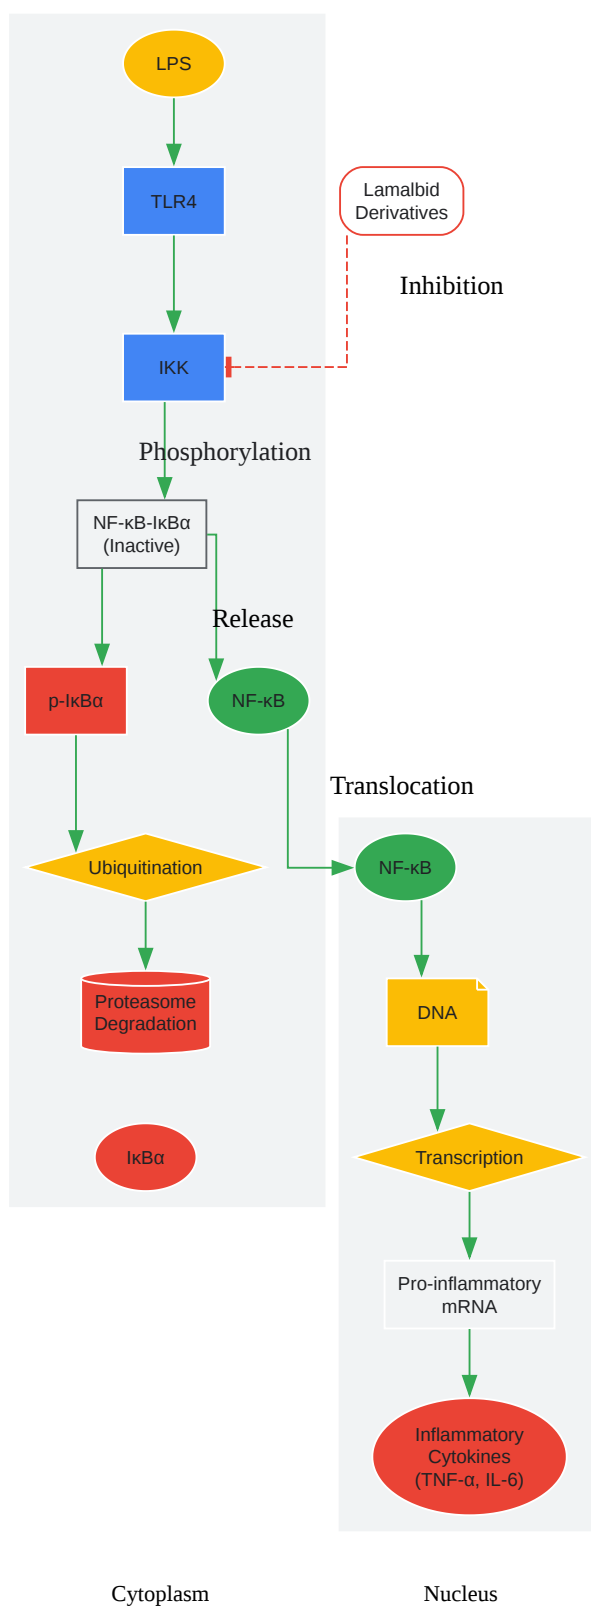 LPS
TLR4
Lamalbid
Derivatives
Inhibition
IKK
Phosphorylation
NF-κB-IκBα
(Inactive)
Release
p-IκBα
NF-κB
Translocation
Ubiquitination
NF-κB
Proteasome
Degradation
DNA
IκBα
Transcription
Pro-inflammatory
mRNA
Inflammatory
Cytokines
(TNF-α, IL-6)
Cytoplasm
Nucleus